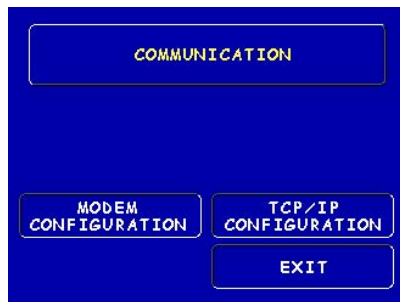 COMMUNICATION
MODEM
CONFIGURATION
TCP/IP
CONFIGURATION
EXIT